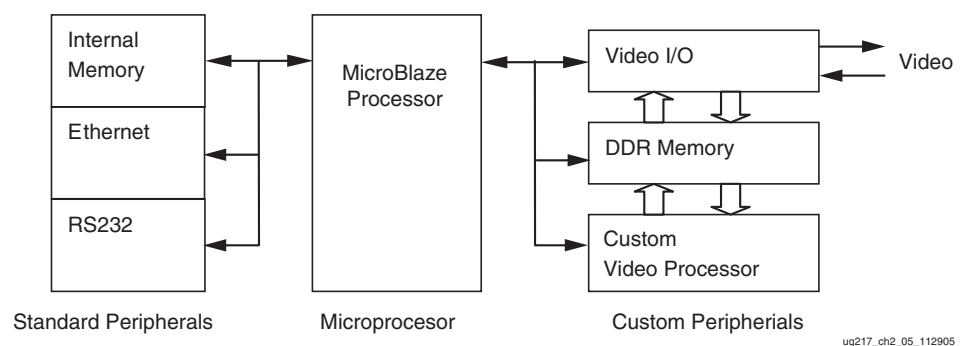 Internal
Memory
Ethernet
RS232
Standard Peripherals
MicroBlaze
Processor
Microprocesor
Video I/O
DDR Memory
Custom
Video Processor
Custom Peripherials
Video
ug217_ch2_05_112905